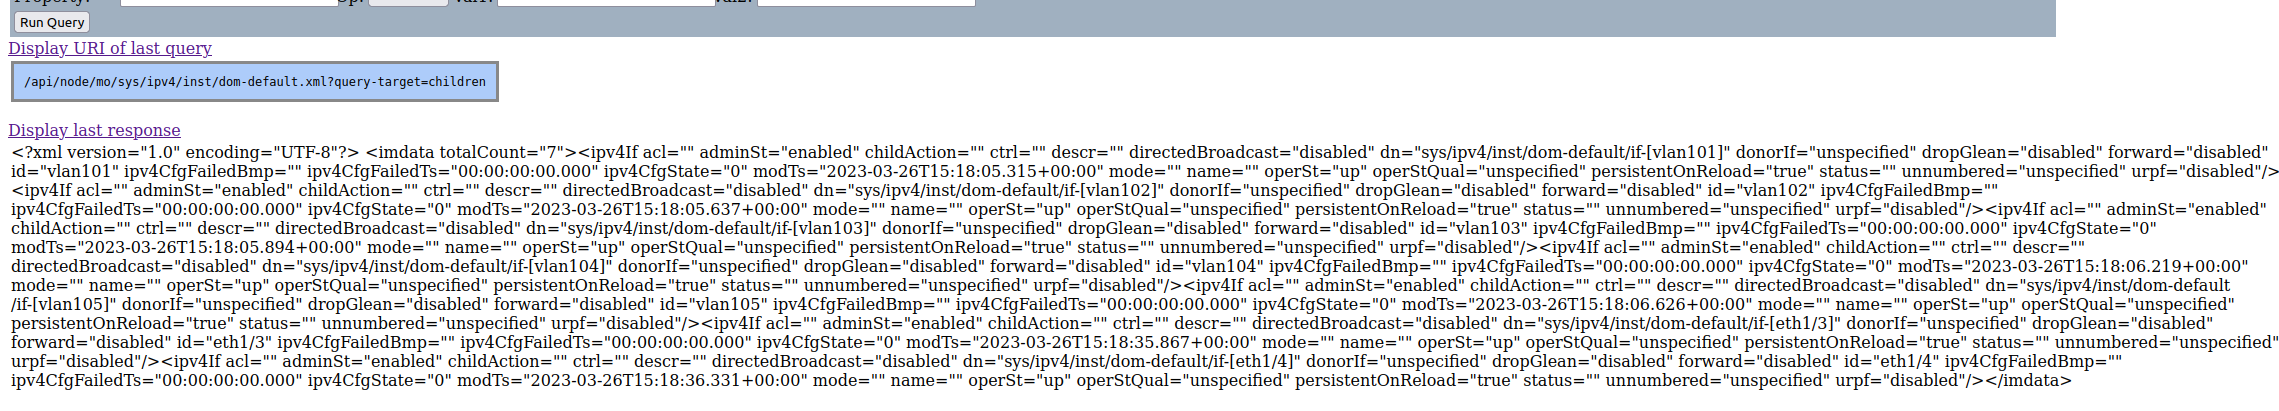 Property: Op: Val1: Val2:
Run Query
Display URI of last query
/api/node/mo/sys/ipv4/inst/dom-default.xml?query-target=children
Display last response
<?xml version="1.0" encoding="UTF-8"?> <imdata totalCount="7"><ipv4If acl="" adminSt="enabled" childAction="" ctrl="" descr="" directedBroadcast="disabled" dn="sys/ipv4/inst/dom-default/if-[vlan101]" donorIf="unspecified" dropGlean="disabled" forward="disabled"
id="vlan101" ipv4CfgFailedBmp="" ipv4CfgFailedTs="00:00:00:00.000" ipv4CfgState="0" modTs="2023-03-26T15:18:05.315+00:00" mode="" name="" operSt="up" operStQual="unspecified" persistentOnReload="true" status="" unnumbered="unspecified" urpf="disabled"/>
<ipv4If acl="" adminSt="enabled" childAction="" ctrl="" descr="" directedBroadcast="disabled" dn="sys/ipv4/inst/dom-default/if-[vlan102]" donorIf="unspecified" dropGlean="disabled" forward="disabled" id="vlan102" ipv4CfgFailedBmp=""
ipv4CfgFailedTs="00:00:00:00.000" ipv4CfgState="0" modTs="2023-03-26T15:18:05.637+00:00" mode="" name="" operSt="up" operStQual="unspecified" persistentOnReload="true" status="" unnumbered="unspecified" urpf="disabled"/><ipv4If acl="" adminSt="enabled"
childAction="" ctrl="" descr="" directedBroadcast="disabled" dn="sys/ipv4/inst/dom-default/if-[vlan103]" donorIf="unspecified" dropGlean="disabled" forward="disabled" id="vlan103" ipv4CfgFailedBmp="" ipv4CfgFailedTs="00:00:00:00.000" ipv4CfgState="0"
modTs="2023-03-26T15:18:05.894+00:00" mode="" name="" operSt="up" operStQual="unspecified" persistentOnReload="true" status="" unnumbered="unspecified" urpf="disabled"/><ipv4If acl="" adminSt="enabled" childAction="" ctrl="" descr=""
directedBroadcast="disabled" dn="sys/ipv4/inst/dom-default/if-[vlan104]" donorIf="unspecified" dropGlean="disabled" forward="disabled" id="vlan104" ipv4CfgFailedBmp="" ipv4CfgFailedTs="00:00:00:00.000" ipv4CfgState="0" modTs="2023-03-26T15:18:06.219+00:00"
mode="" name="" operSt="up" operStQual="unspecified" persistentOnReload="true" status="" unnumbered="unspecified" urpf="disabled"/><ipv4If acl="" adminSt="enabled" childAction="" ctrl="" descr="" directedBroadcast="disabled" dn="sys/ipv4/inst/dom-default
/if-[vlan105]" donorIf="unspecified" dropGlean="disabled" forward="disabled" id="vlan105" ipv4CfgFailedBmp="" ipv4CfgFailedTs="00:00:00:00.000" ipv4CfgState="0" modTs="2023-03-26T15:18:06.626+00:00" mode="" name="" operSt="up" operStQual="unspecified"
persistentOnReload="true" status="" unnumbered="unspecified" urpf="disabled"/><ipv4If acl="" adminSt="enabled" childAction="" ctrl="" descr="" directedBroadcast="disabled" dn="sys/ipv4/inst/dom-default/if-[eth1/3]" donorIf="unspecified" dropGlean="disabled"
forward="disabled" id="eth1/3" ipv4CfgFailedBmp="" ipv4CfgFailedTs="00:00:00:00.000" ipv4CfgState="0" modTs="2023-03-26T15:18:35.867+00:00" mode="" name="" operSt="up" operStQual="unspecified" persistentOnReload="true" status="" unnumbered="unspecified"
urpf="disabled"/><ipv4If acl="" adminSt="enabled" childAction="" ctrl="" descr="" directedBroadcast="disabled" dn="sys/ipv4/inst/dom-default/if-[eth1/4]" donorIf="unspecified" dropGlean="disabled" forward="disabled" id="eth1/4" ipv4CfgFailedBmp=""
ipv4CfgFailedTs="00:00:00:00.000" ipv4CfgState="0" modTs="2023-03-26T15:18:36.331+00:00" mode="" name="" operSt="up" operStQual="unspecified" persistentOnReload="true" status="" unnumbered="unspecified" urpf="disabled"/></imdata>